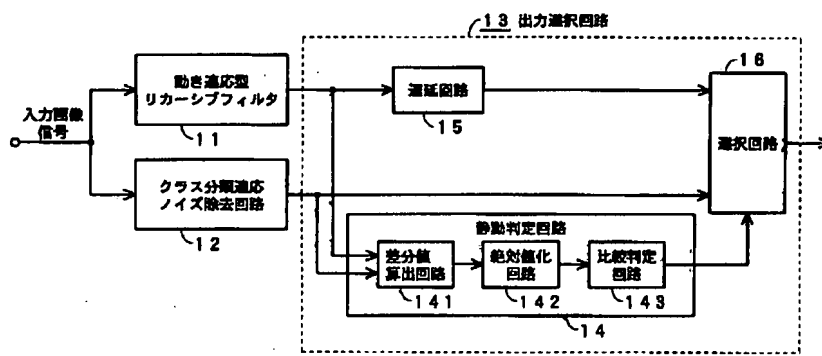 13 出力選択回路
動き適応型
リカーシブフィルタ
11
遅延回路
15
16
選択回路
入力画像
信号
クラス分類適応
ノイズ除去回路
12
静動判定回路
差分値
算出回路
141
絶対値化
回路
142
比較判定
回路
143
14